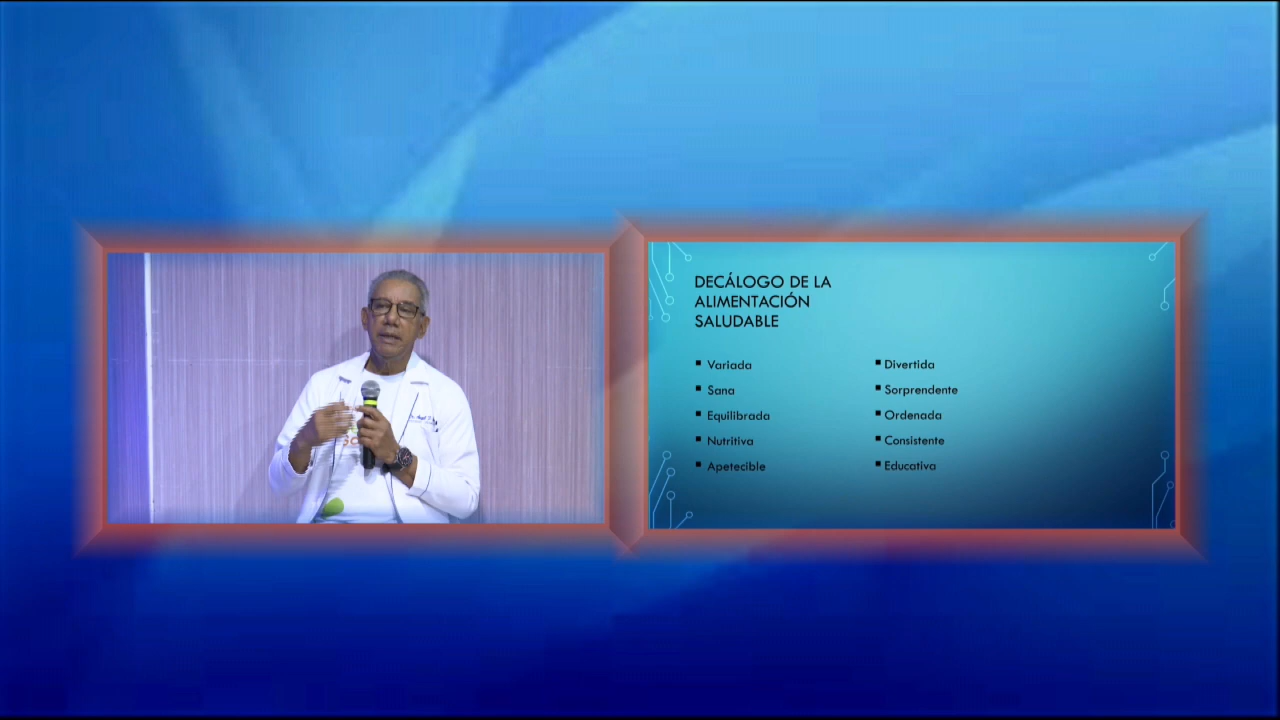 DECÁLOGO DE LA
ALIMENTACIÓN
SALUDABLE
Variada
Sana
Equilibrada
Nutritiva
Apetecible
Divertida
Sorprendente
Ordenada
Consistente
Educativa